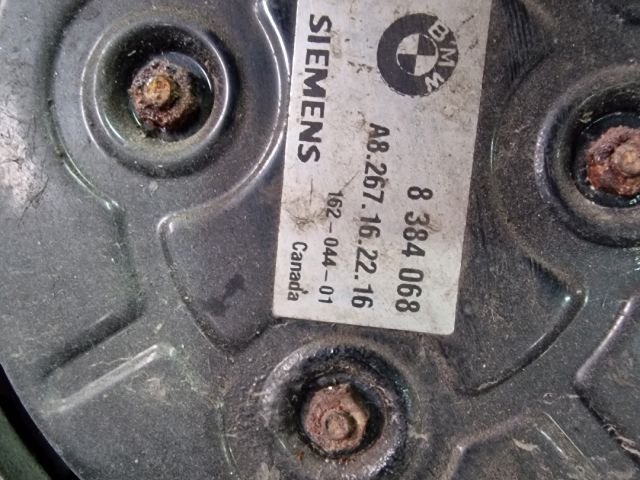 BMW
8 384 068
A8.267.16.22.16
SIEMENS
162-044-01
Canada